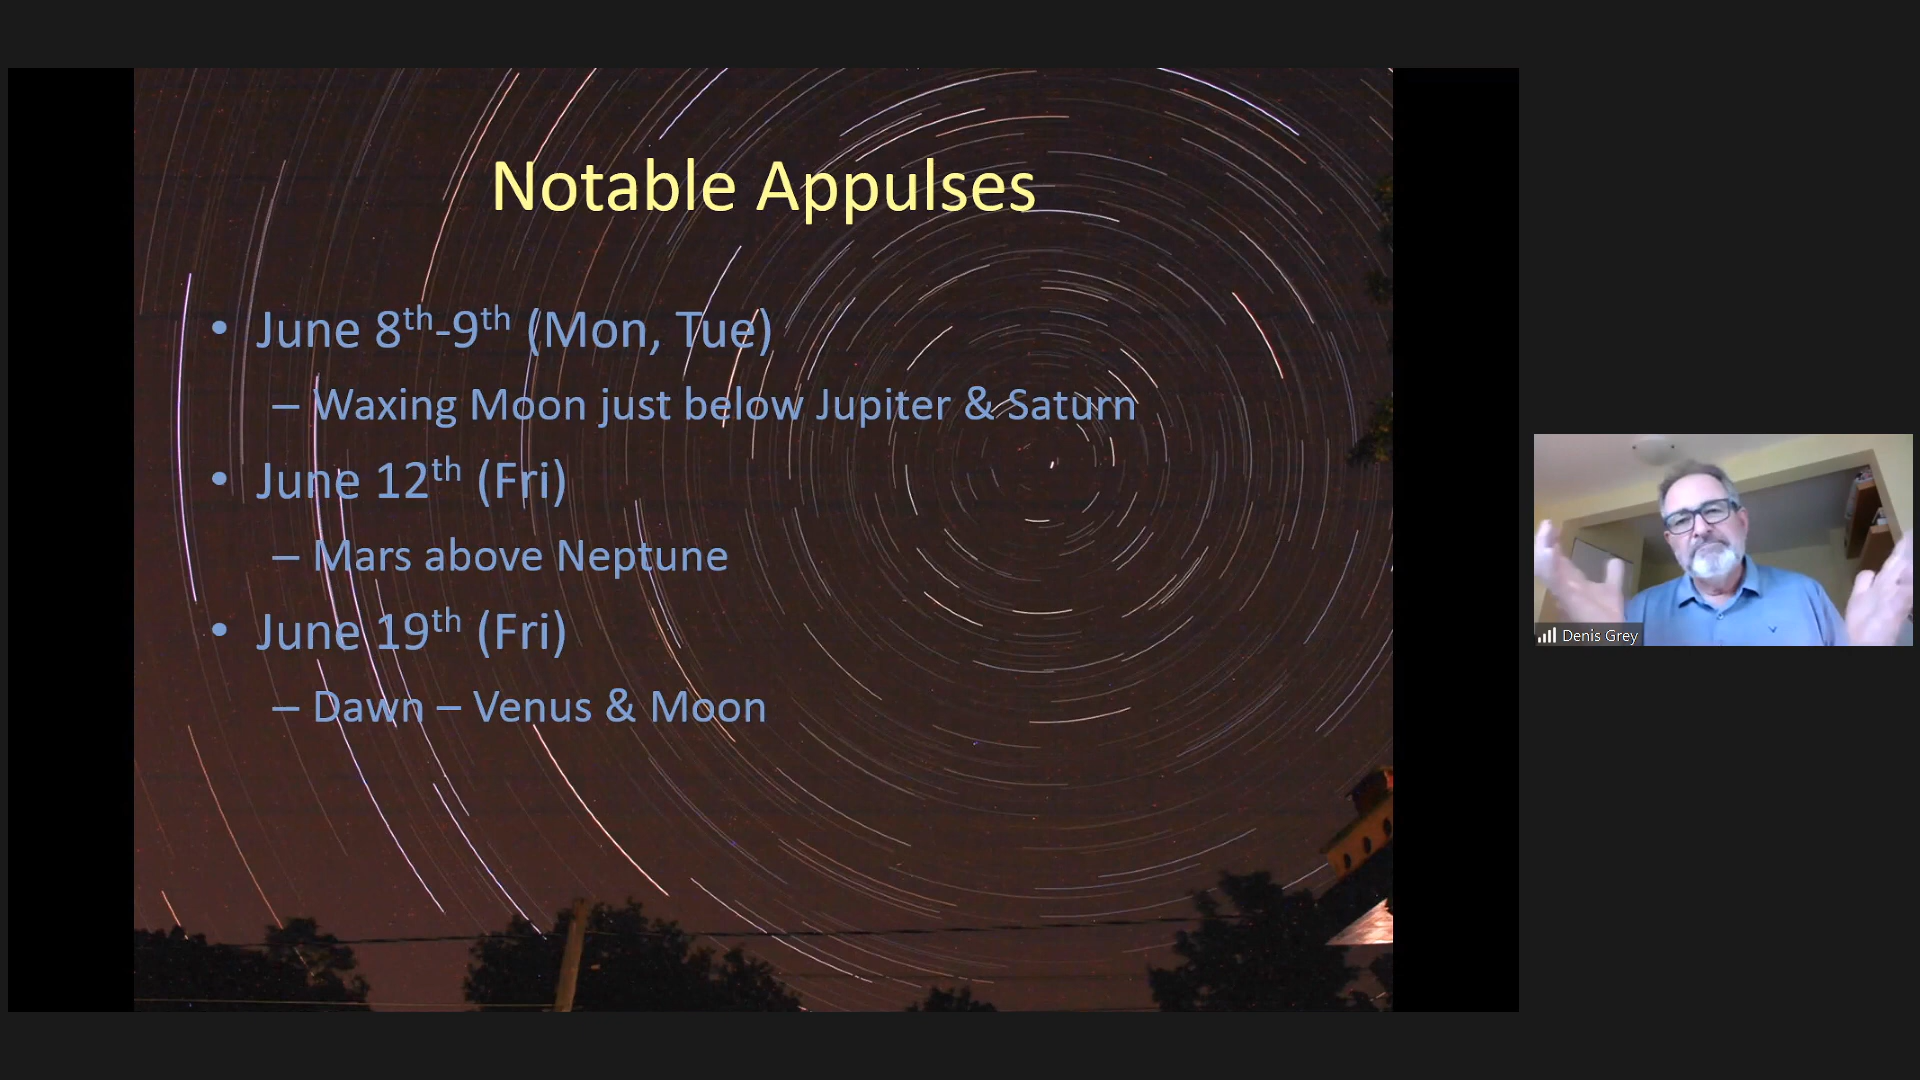 Notable Appulses
• June 8th-9th (Mon, Tue)
– Waxing Moon just below Jupiter & Saturn
• June 12th (Fri)
– Mars above Neptune
• June 19th (Fri)
– Dawn – Venus & Moon
Denis Grey